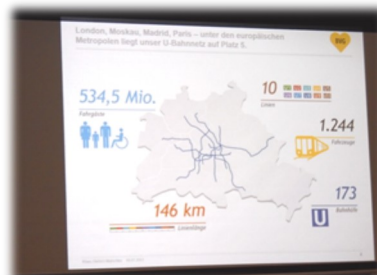 London, Moskau, Madrid, Paris – unter den europäischen
Metropolen liegt unser U-Bahnnetz auf Platz 5.
BVG
534,5 Mio.
Fahrgäste
10
Linien
1.244
Fahrzeuge
146 km
Linienlänge
173
Bahnhöfe
U